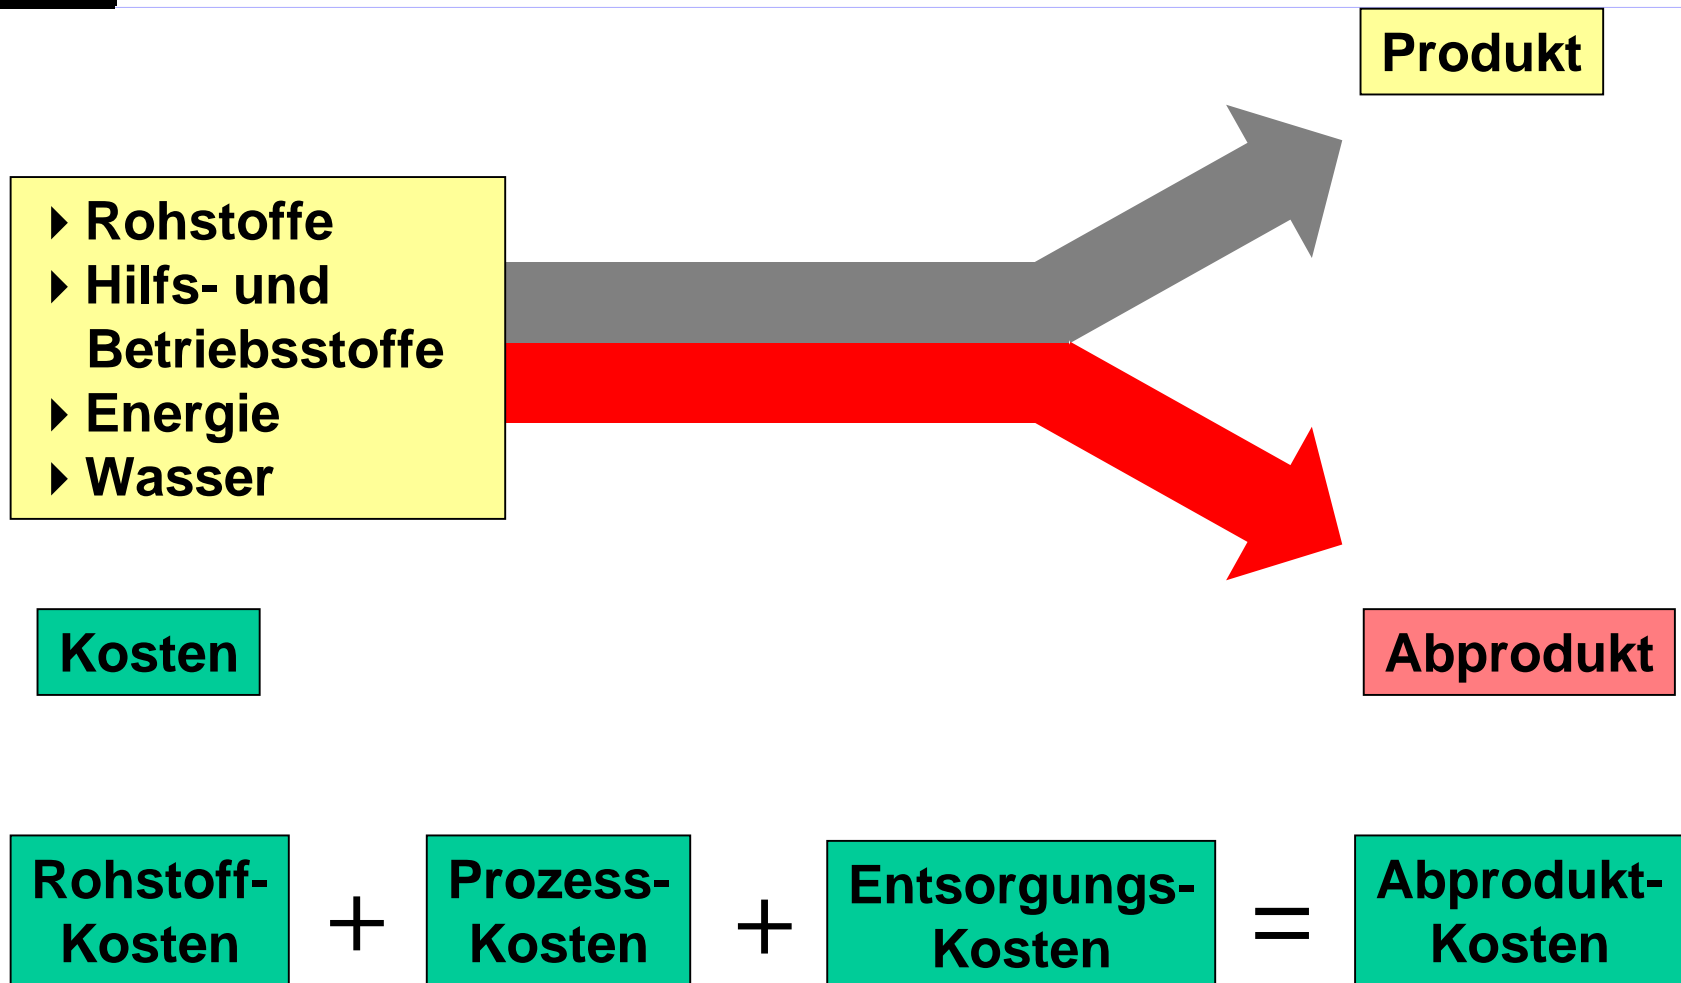 Produkt
Rohstoffe
Hilfs- und
Betriebsstoffe
Energie
Wasser
Kosten
Abprodukt
Rohstoff-
Kosten
+
Prozess-
Kosten
+
Entsorgungs-
Kosten
=
Abprodukt-
Kosten